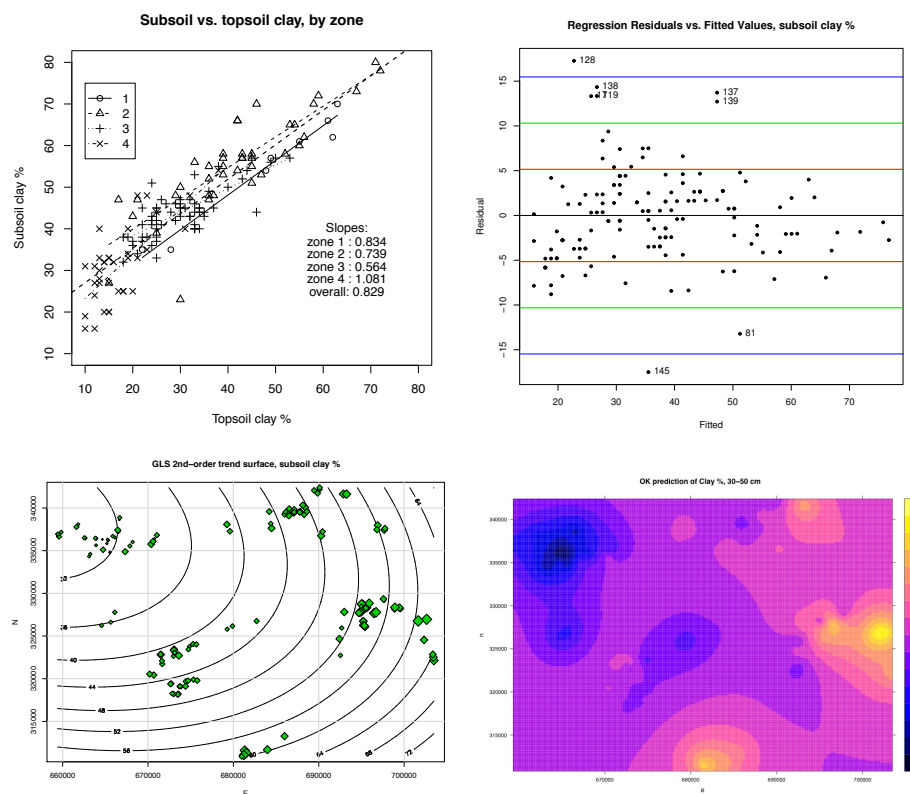 Subsoil vs. topsoil clay, by zone
Subsoil clay %
80
70
60
50
40
30
20
10
1
2
3
4
Slopes:
zone 1 : 0.834
zone 2 : 0.739
zone 3 : 0.564
zone 4 : 1.081
overall: 0.829
10 20 30 40 50 60 70 80
Topsoil clay %
Regression Residuals vs. Fitted Values, subsoil clay %
Residual
15
10
5
0
−5
−10
−15
128
138
119
137
139
81
145
20 30 40 50 60 70
Fitted
GLS 2nd−order trend surface, subsoil clay %
N
340000
335000
330000
325000
320000
315000
36
40
44
48
52
56
660000 670000 680000 690000 700000
E
OK prediction of Clay %, 30−50 cm
n
340000
335000
330000
325000
320000
315000
310000
670000 680000 690000 700000
e